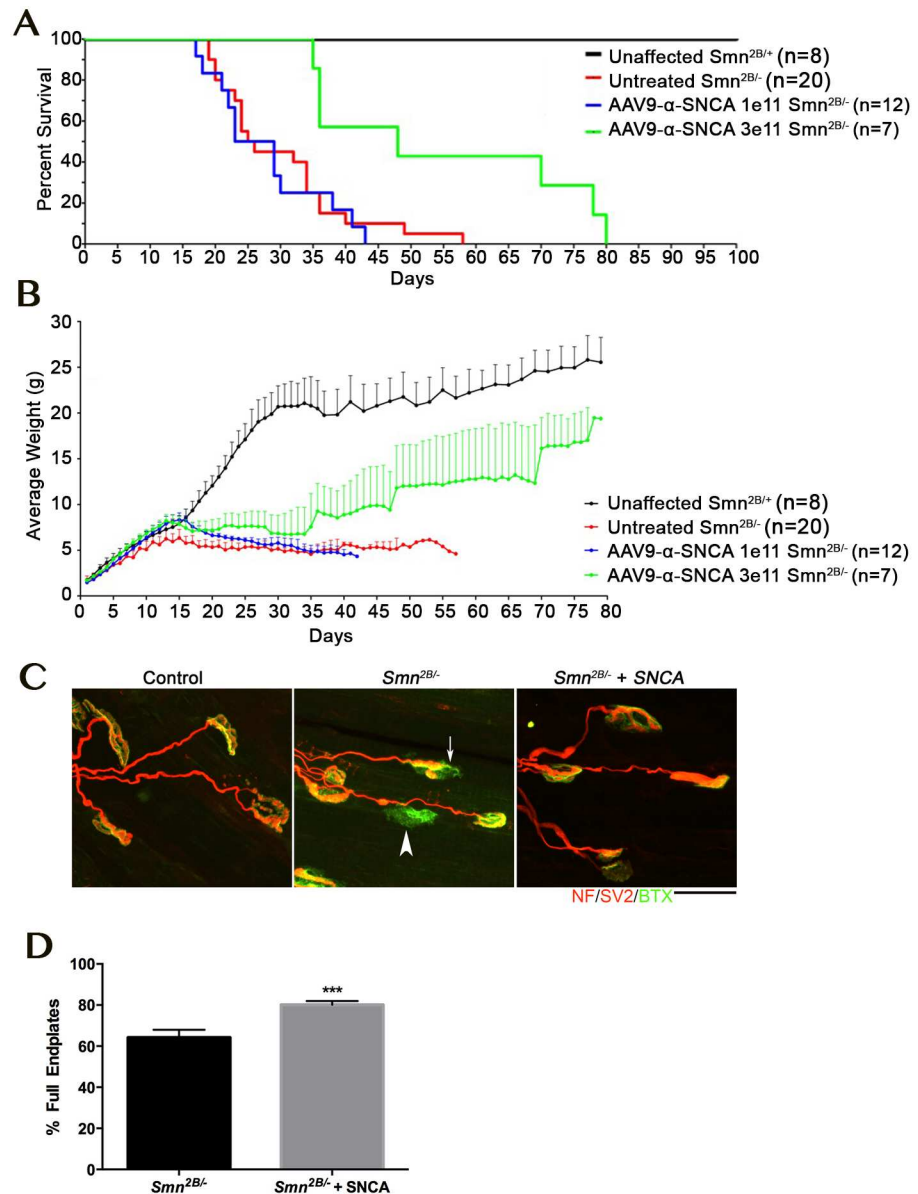 A
100
80
60
40
20
0
Percent Survival
0 5 10 15 20 25 30 35 40 45 50 55 60 65 70 75 80 85 90 95 100
Days
Unaffected Smn2B/+ (n=8)
Untreated Smn2B/- (n=20)
AAV9-α-SNCA 1e11 Smn2B/- (n=12)
AAV9-α-SNCA 3e11 Smn2B/- (n=7)
B
30
25
20
15
10
5
0
Average Weight (g)
0 5 10 15 20 25 30 35 40 45 50 55 60 65 70 75 80
Days
Unaffected Smn2B/+ (n=8)
Untreated Smn2B/- (n=20)
AAV9-α-SNCA 1e11 Smn2B/- (n=12)
AAV9-α-SNCA 3e11 Smn2B/- (n=7)
C
Control
Smn2B/-
Smn2B/- + SNCA
NF/SV2/BTX
D
100
80
60
40
20
0
% Full Endplates
***
Smn2B/-
Smn2B/- + SNCA